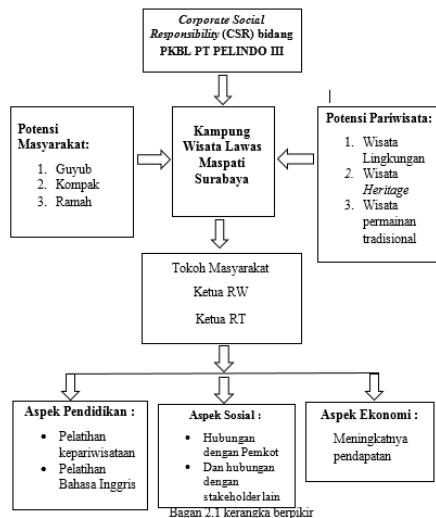 Corporate Social
Responsibility (CSR) bidang
PKBL PT PELINDO III
Potensi
Masyarakat:
1. Guyub
2. Kompak
3. Ramah
Kampung
Wisata Lawas
Maspati
Surabaya
Potensi Pariwisata:
1. Wisata
Lingkungan
2. Wisata
Heritage
3. Wisata
permainan
tradisional
Tokoh Masyarakat
Ketua RW
Ketua RT
Aspek Pendidikan :
• Pelatihan
kepariwisataan
• Pelatihan
Bahasa Inggris
Aspek Sosial :
• Hubungan
dengan Pemkot
• Dan hubungan
dengan
stakeholder lain
Aspek Ekonomi :
Meningkatnya
pendapatan
Bagan 2.1 kerangka berpikir